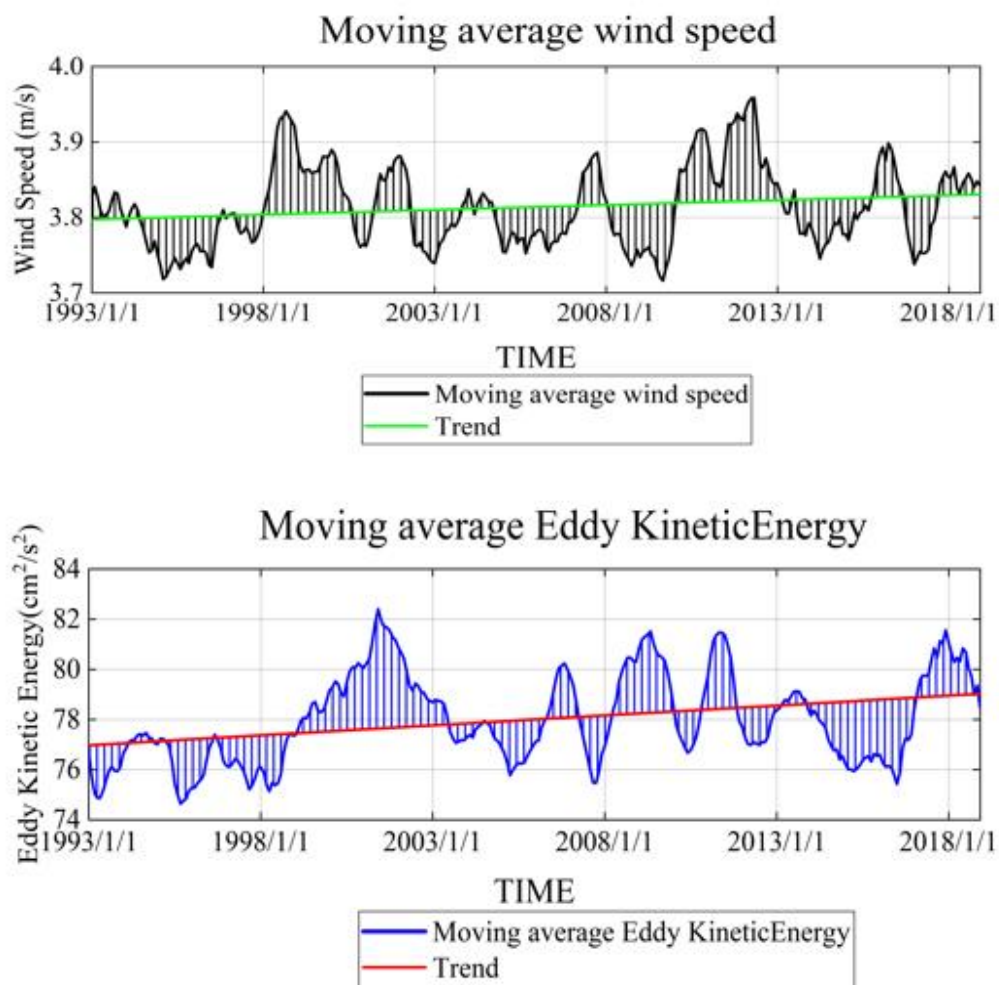 Moving average wind speed
Wind Speed (m/s)
4.0
3.9
3.8
3.7
1993/1/1 1998/1/1 2003/1/1 2008/1/1 2013/1/1 2018/1/1
TIME
Moving average wind speed
Trend
Moving average Eddy KineticEnergy
Eddy Kinetic Energy(cm²/s²)
84
82
80
78
76
74
1993/1/1 1998/1/1 2003/1/1 2008/1/1 2013/1/1 2018/1/1
TIME
Moving average Eddy KineticEnergy
Trend